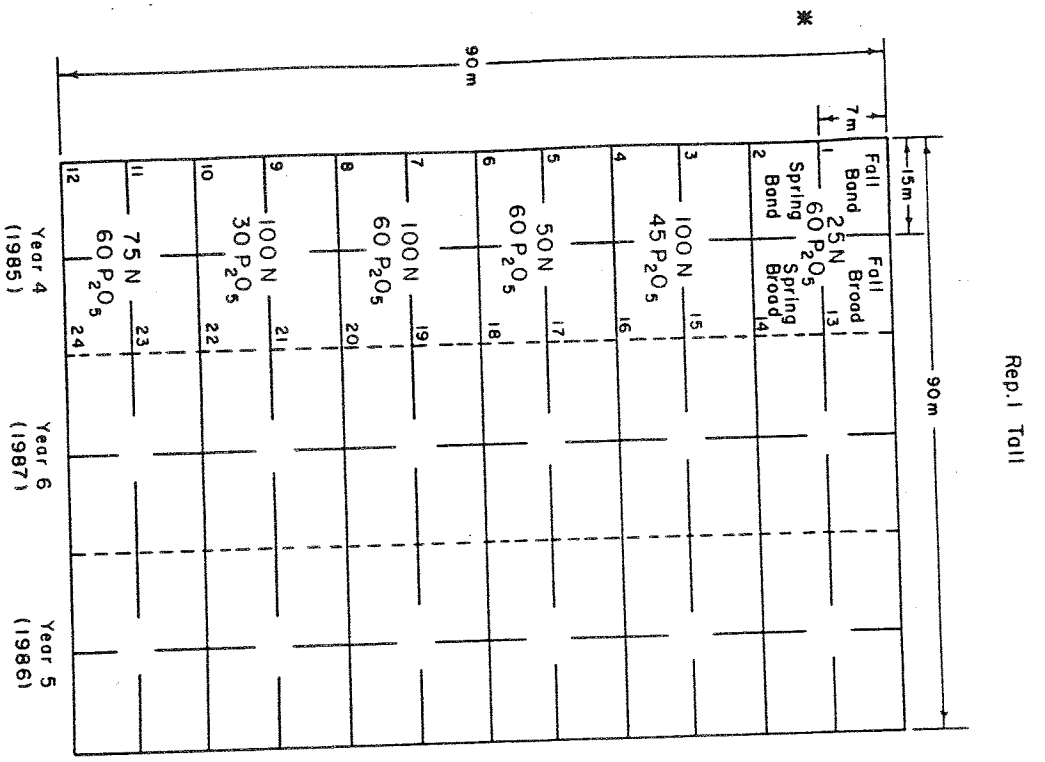 Rep.1 Tall
90m
15m
7m
Fall Band
Fall Broad
1
25 N
60 P₂O₅
13
Spring Band
Spring Broad
2
14
3
100 N
45 P₂O₅
15
4
16
5
50 N
60 P₂O₅
17
6
18
7
100 N
60 P₂O₅
19
8
20
9
100 N
30 P₂O₅
21
10
22
11
75 N
60 P₂O₅
23
12
24
90 m
※
Year 4
(1985)
Year 6
(1987)
Year 5
(1986)